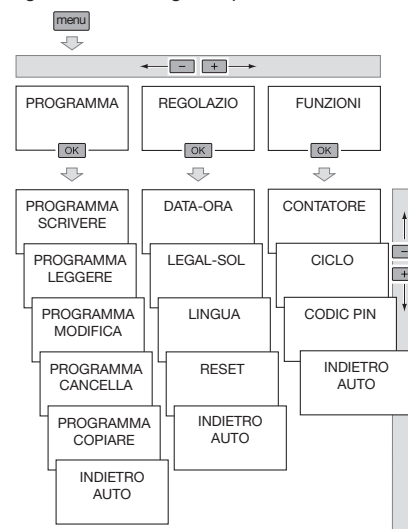 menu
- +
PROGRAMMA
REGOLAZIO
FUNZIONI
OK
OK
OK
PROGRAMMA
SCRIVERE
PROGRAMMA
LEGGERE
PROGRAMMA
MODIFICA
PROGRAMMA
CANCELLA
PROGRAMMA
COPIARE
INDIETRO
AUTO
DATA-ORA
LEGAL-SOL
LINGUA
RESET
INDIETRO
AUTO
CONTATORE
CICLO
CODIC PIN
INDIETRO
AUTO
-
+